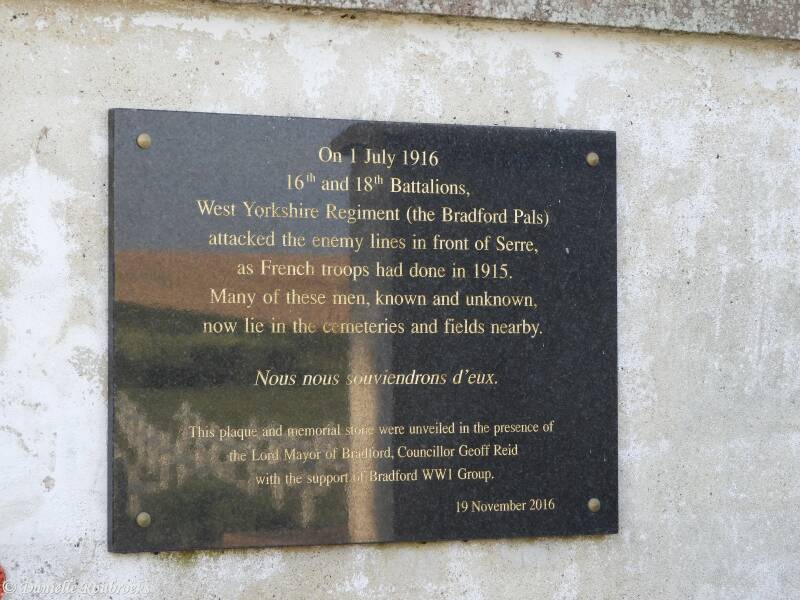 On 1 July 1916
16th and 18th Battalions,
West Yorkshire Regiment (the Bradford Pals)
attacked the enemy lines in front of Serre,
as French troops had done in 1915.
Many of these men, known and unknown,
now lie in the cemeteries and fields nearby.
Nous nous souviendrons d'eux.
This plaque and memorial stone were unveiled in the presence of
the Lord Mayor of Bradford, Councillor Geoff Reid
with the support of Bradford WW1 Group.
19 November 2016
© Danielle Roubroeks